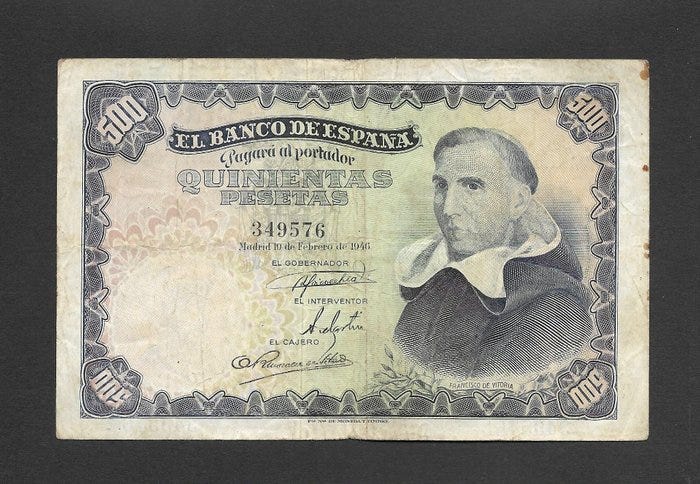 500
500
EL BANCO DE ESPAÑA
Pagará al portador
QUINIENTAS
PESETAS
349576
Madrid 19 de Febrero de 1946
EL GOBERNADOR
EL INTERVENTOR
EL CAJERO
FRANCISCO DE VITORIA
500
500